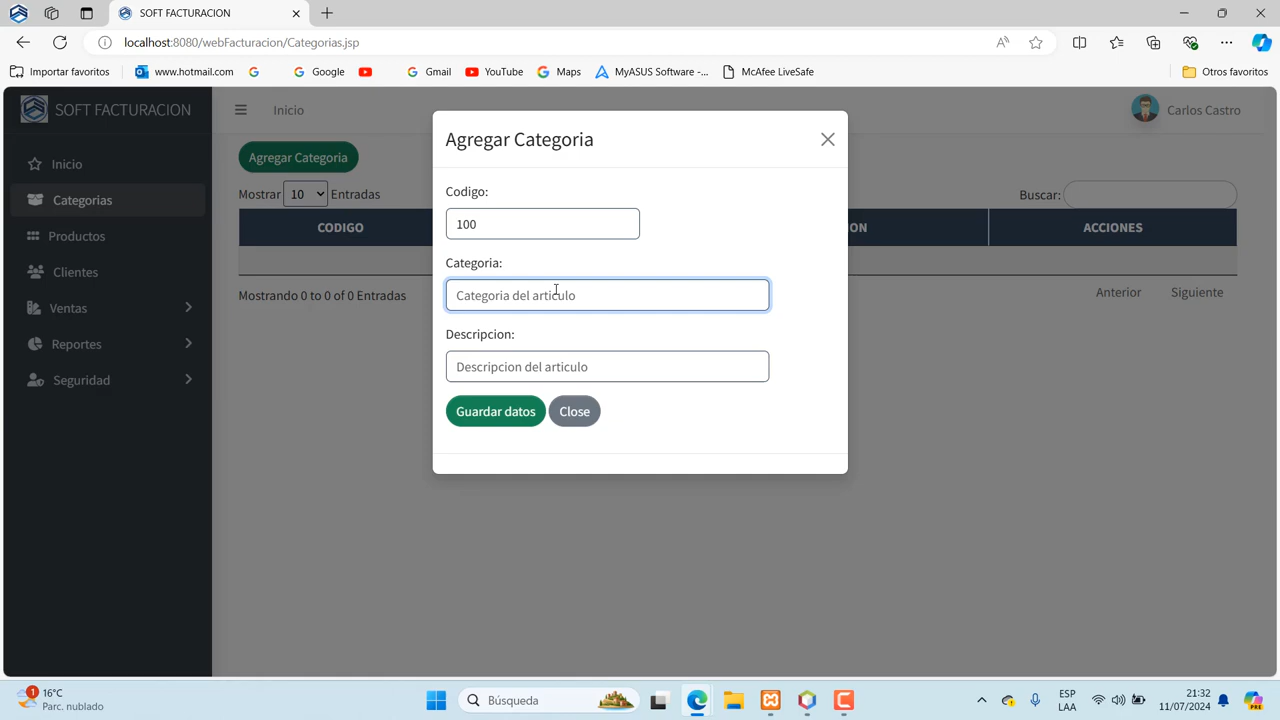 SOFT FACTURACION
localhost:8080/webFacturacion/Categorias.jsp
Importar favoritos
www.hotmail.com
Google
Gmail
YouTube
Maps
MyASUS Software -...
McAfee LiveSafe
Otros favoritos
SOFT FACTURACION
Inicio
Carlos Castro
Inicio
Categorias
Productos
Clientes
Ventas
Reportes
Seguridad
Agregar Categoria
Mostrar 10 Entradas
Buscar:
CODIGO
ION
ACCIONES
Mostrando 0 to 0 of 0 Entradas
Anterior
Siguiente
Agregar Categoria
Codigo:
100
Categoria:
Categoria del articulo
Descripcion:
Descripcion del articulo
Guardar datos
Close
1
16°C
Parc. nublado
Búsqueda
ESP
LAA
21:32
11/07/2024
PRE